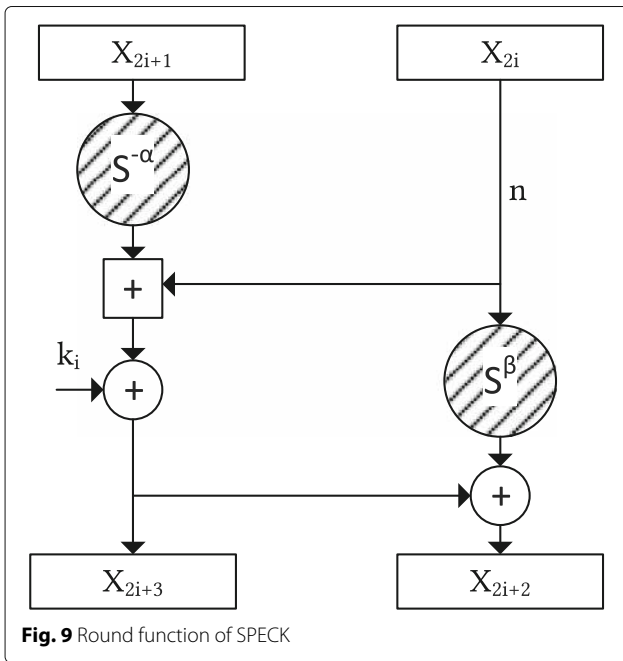 X₂ᵢ₊₁
X₂ᵢ
S⁻ᵅ
n
+
kᵢ
+
Sᵝ
+
X₂ᵢ₊₃
X₂ᵢ₊₂
Fig. 9 Round function of SPECK